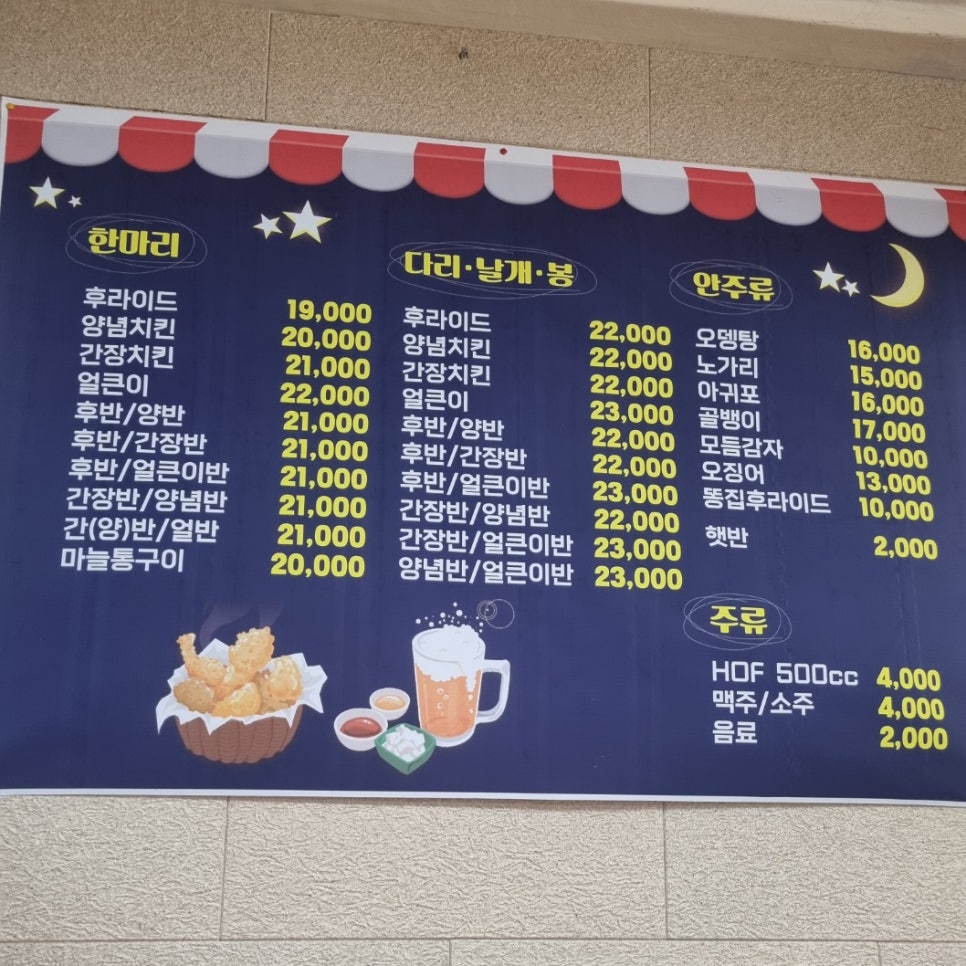 한마리
후라이드 19,000
양념치킨 20,000
간장치킨 21,000
얼큰이 22,000
후반/양반 21,000
후반/간장반 21,000
후반/얼큰이반 21,000
간장반/양념반 21,000
간(양)반/얼반 21,000
마늘통구이 20,000
다리·날개·봉
후라이드 22,000
양념치킨 22,000
간장치킨 22,000
얼큰이 23,000
후반/양반 22,000
후반/간장반 22,000
후반/얼큰이반 23,000
간장반/양념반 22,000
간장반/얼큰이반 23,000
양념반/얼큰이반 23,000
안주류
오뎅탕 16,000
노가리 15,000
아귀포 16,000
골뱅이 17,000
모듬감자 10,000
오징어 13,000
똥집후라이드 10,000
햇반 2,000
주류
HOF 500cc 4,000
맥주/소주 4,000
음료 2,000